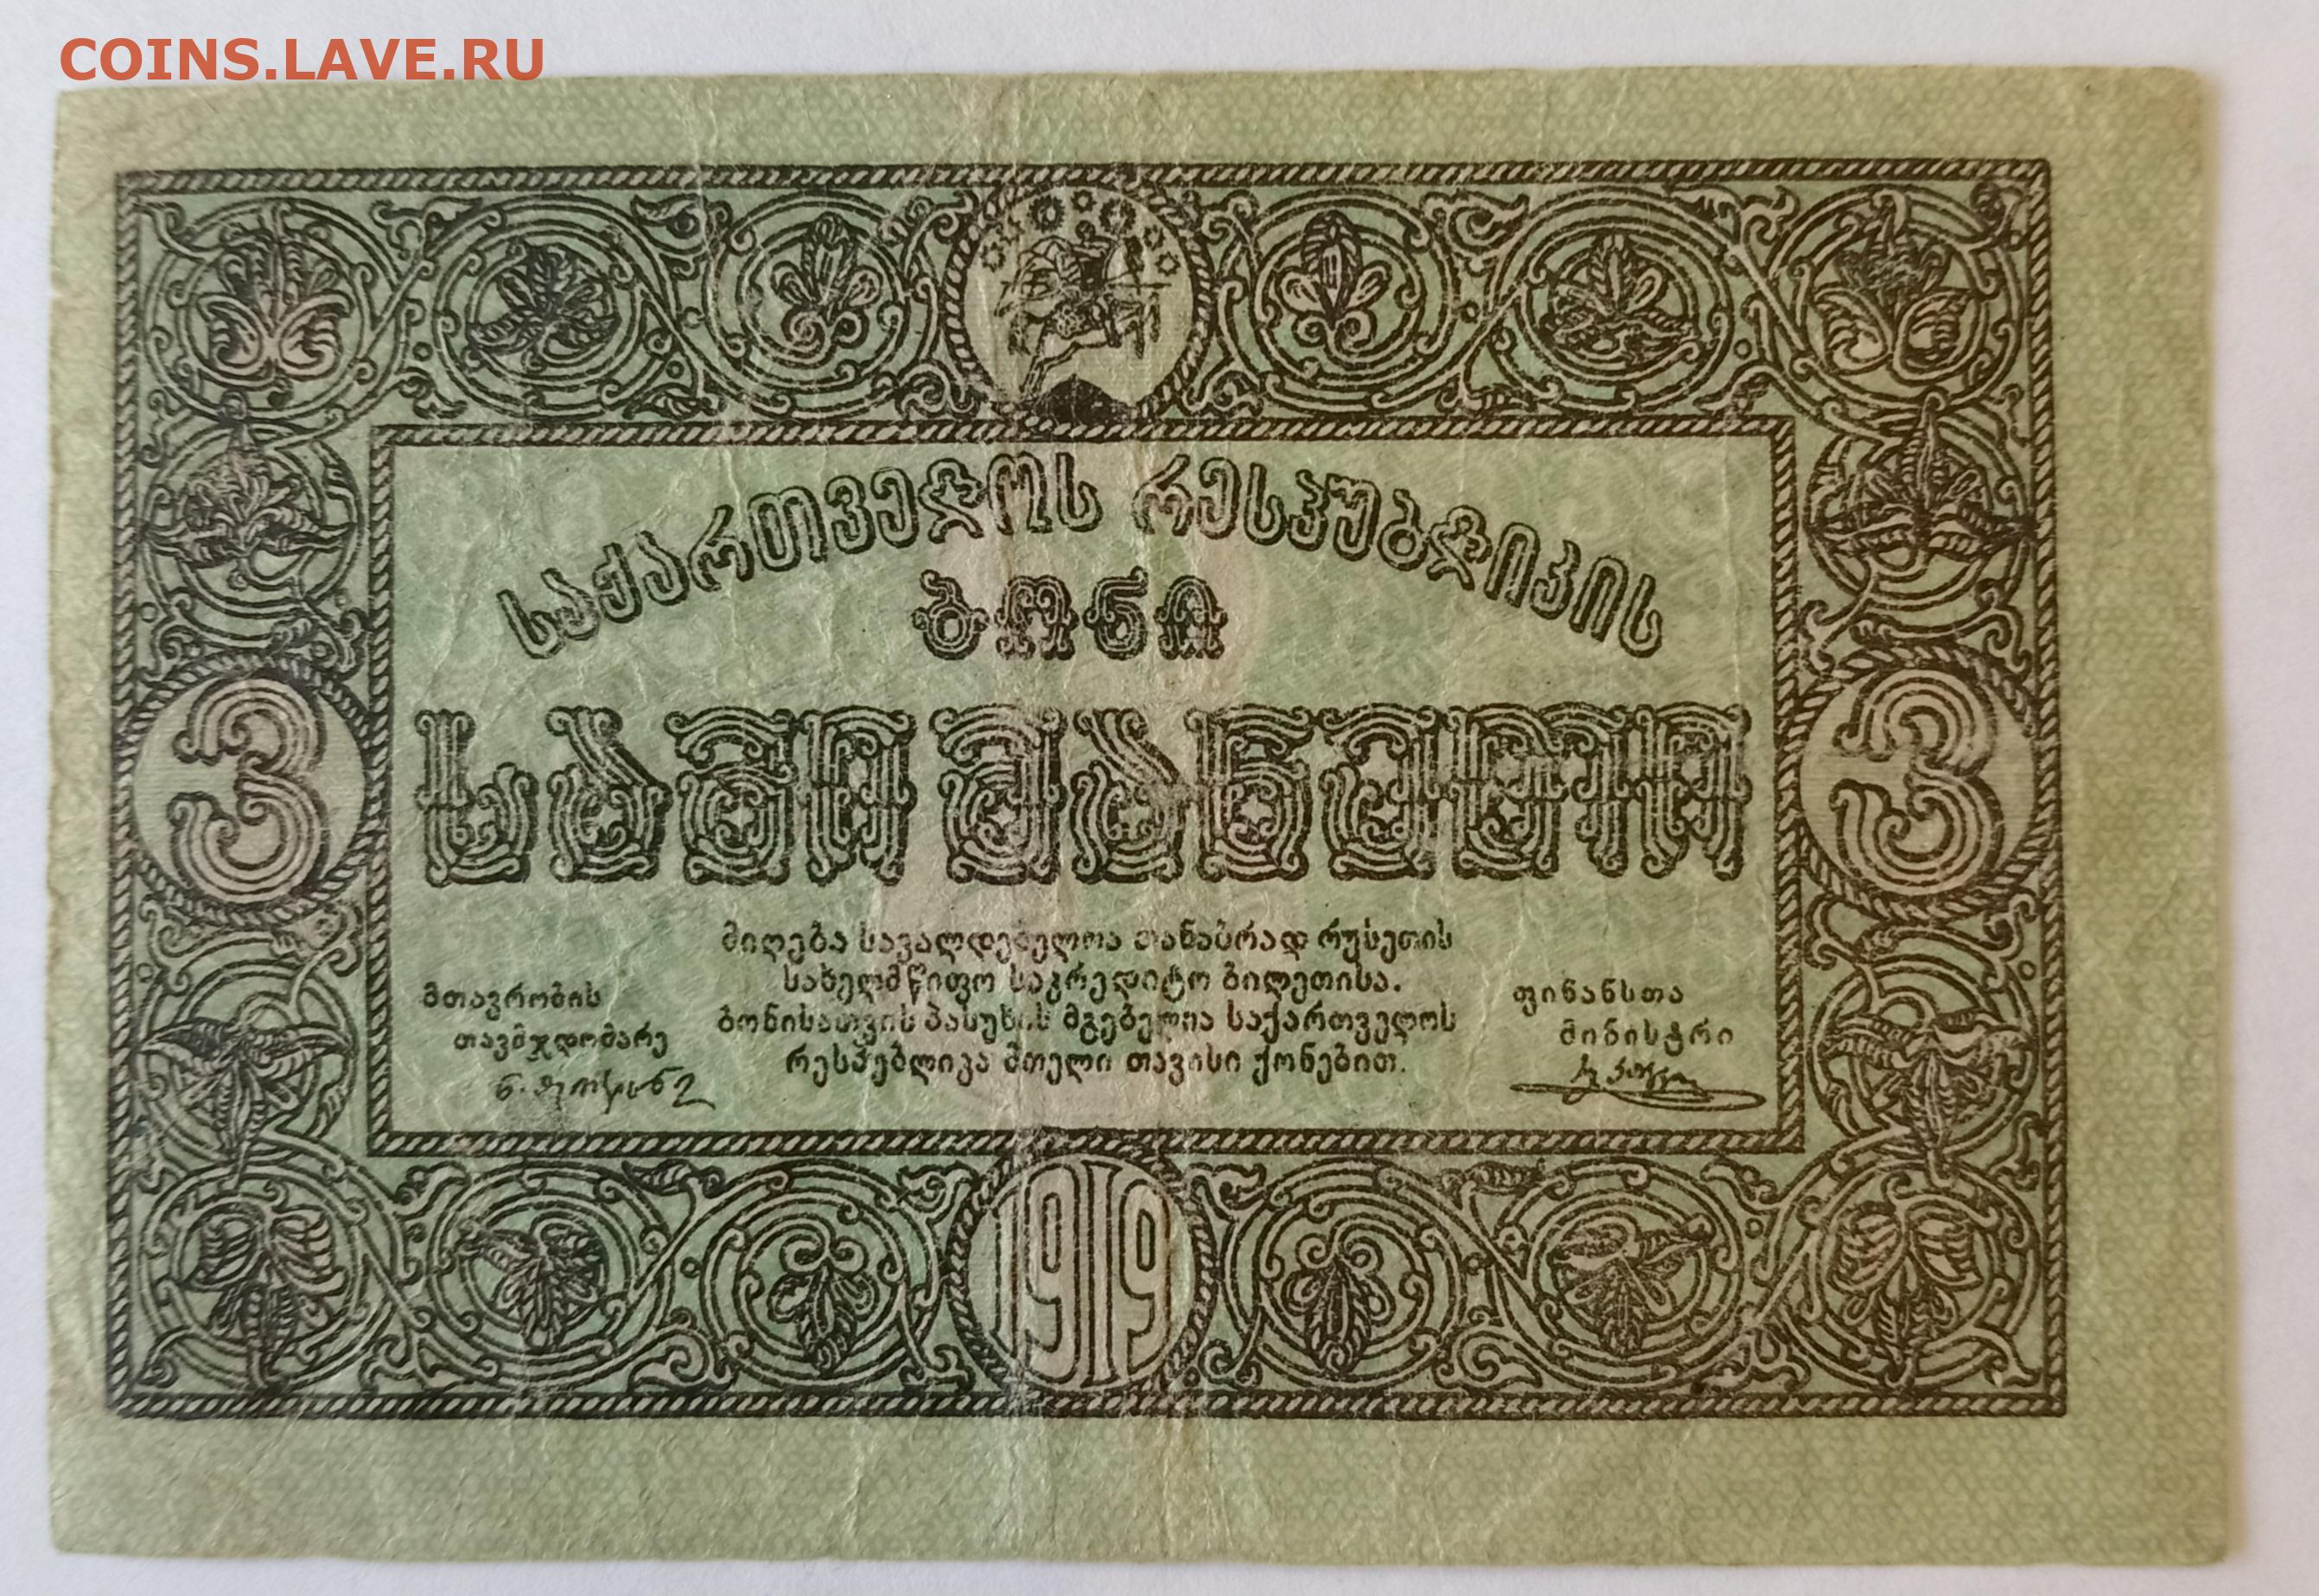 COINS.LAVE.RU
საქართველოს რესპუბლიკის
ბონი
სამი მანეთი
3
3
მიღება სავალდებულოა თანაბრად რუსეთის
სახელმწიფო საკრედიტო ბილეთისა.
ბონისათვის პასუხის მგებელია საქართველოს
რესპუბლიკა მთელი თავისი ქონებით.
მთავრობის
თავმჯდომარე
ფინანსთა
მინისტრი
1919